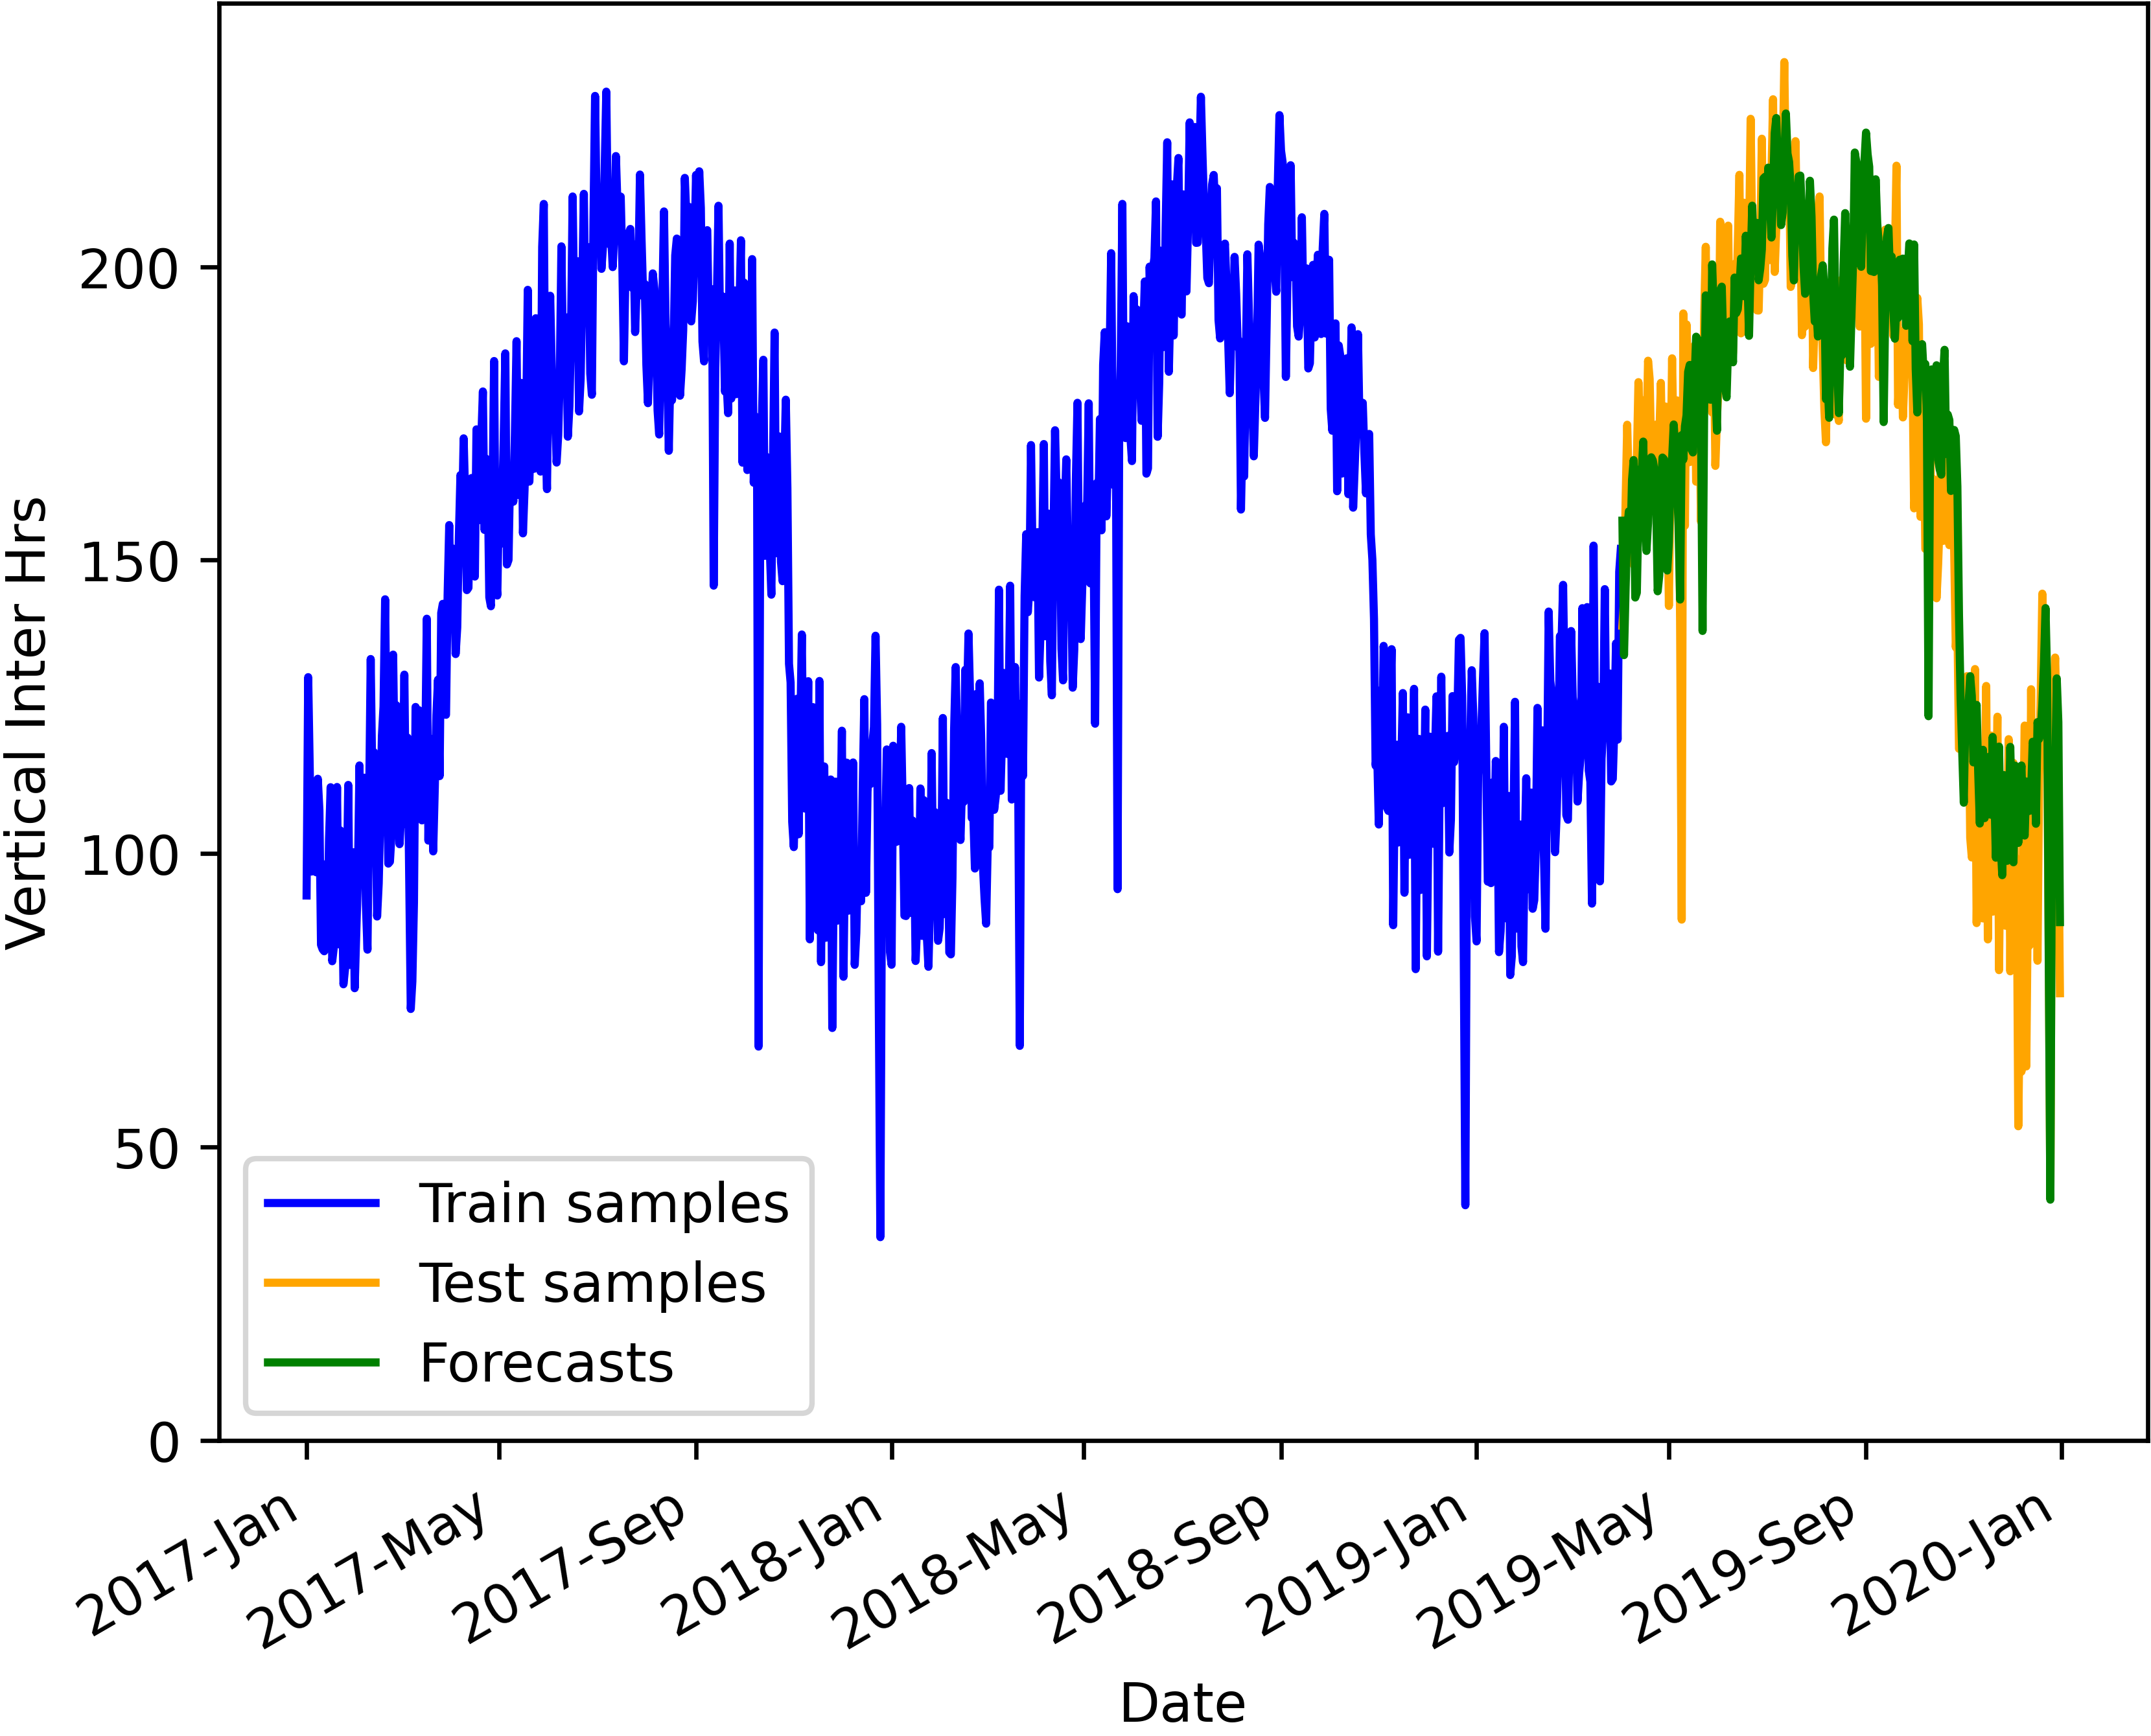 Vertical Inter Hrs
200
150
100
50
0
Train samples
Test samples
Forecasts
2017-Jan
2017-May
2017-Sep
2018-Jan
2018-May
2018-Sep
2019-Jan
2019-May
2019-Sep
2020-Jan
Date